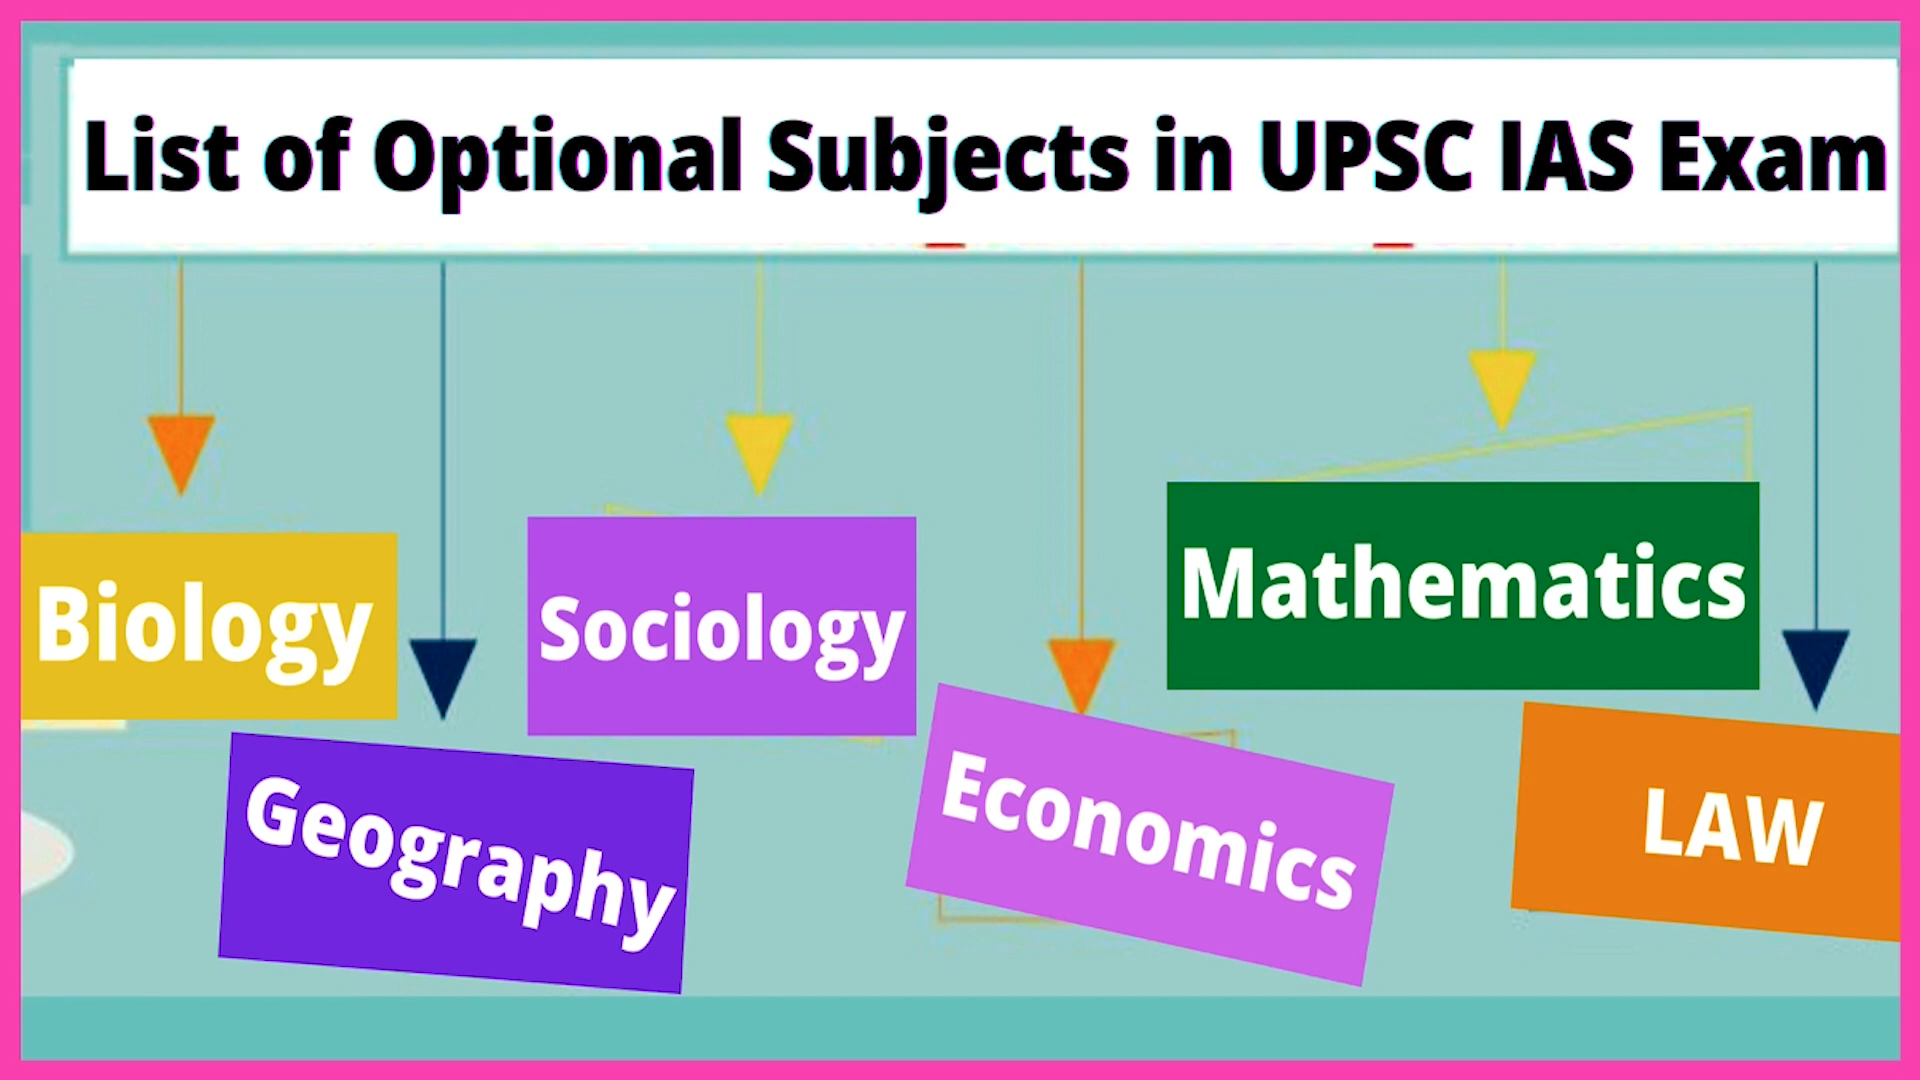 List of Optional Subjects in UPSC IAS Exam
Biology
Sociology
Mathematics
Geography
Economics
LAW